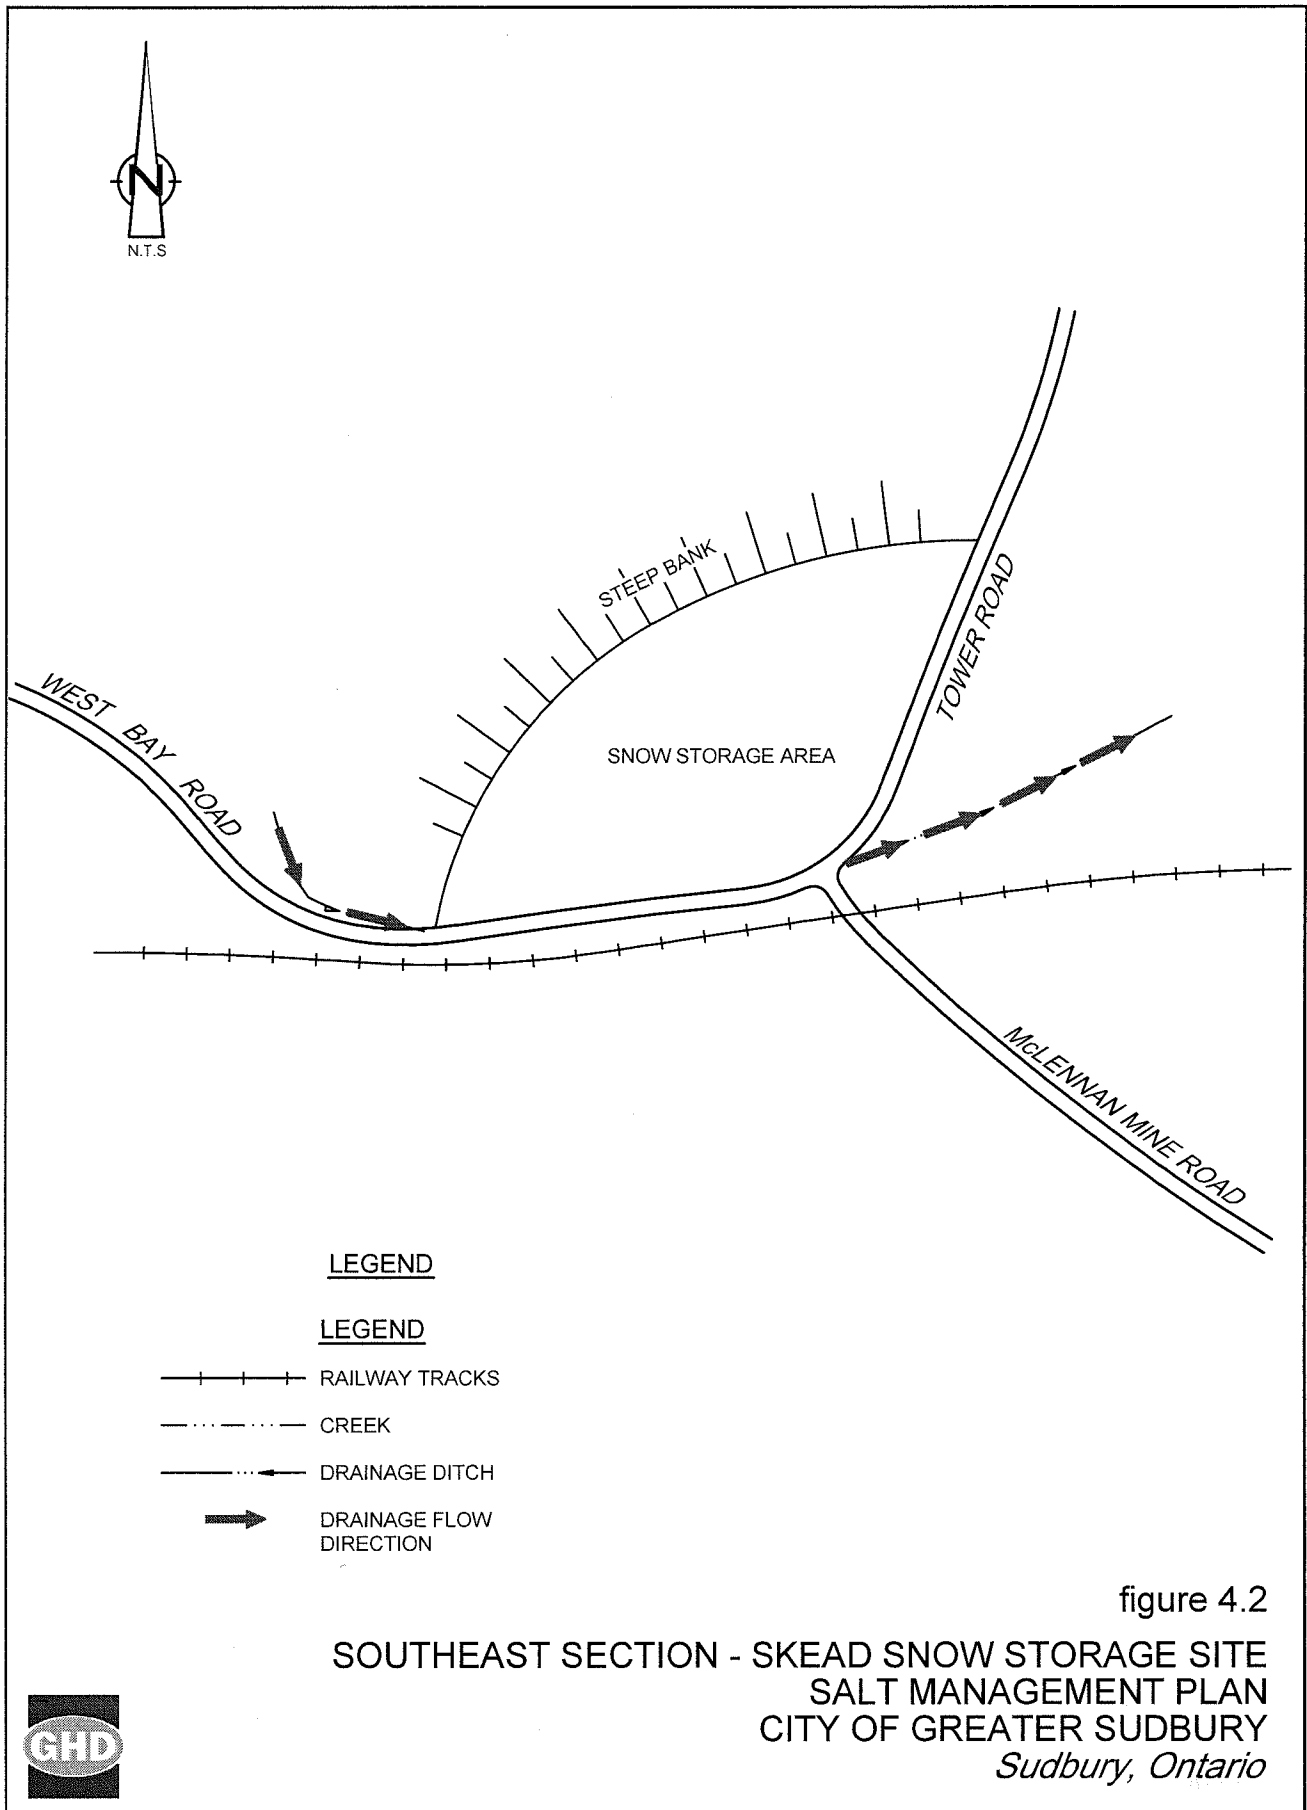 N
N.T.S
STEEP BANK
TOWER ROAD
WEST BAY ROAD
SNOW STORAGE AREA
McLENNAN MINE ROAD
LEGEND
LEGEND
RAILWAY TRACKS
CREEK
DRAINAGE DITCH
DRAINAGE FLOW
DIRECTION
figure 4.2
SOUTHEAST SECTION - SKEAD SNOW STORAGE SITE
SALT MANAGEMENT PLAN
CITY OF GREATER SUDBURY
Sudbury, Ontario
GHD